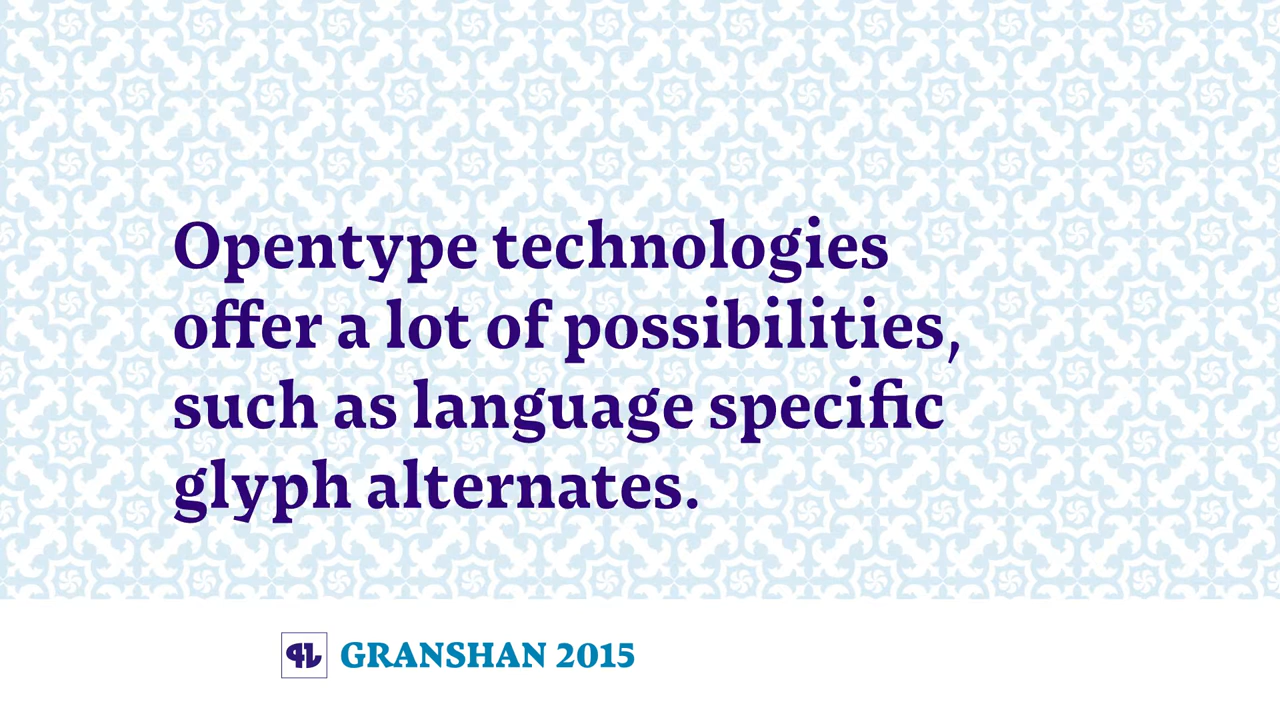 Opentype technologies
offer a lot of possibilities,
such as language specific
glyph alternates.
GRANSHAN 2015